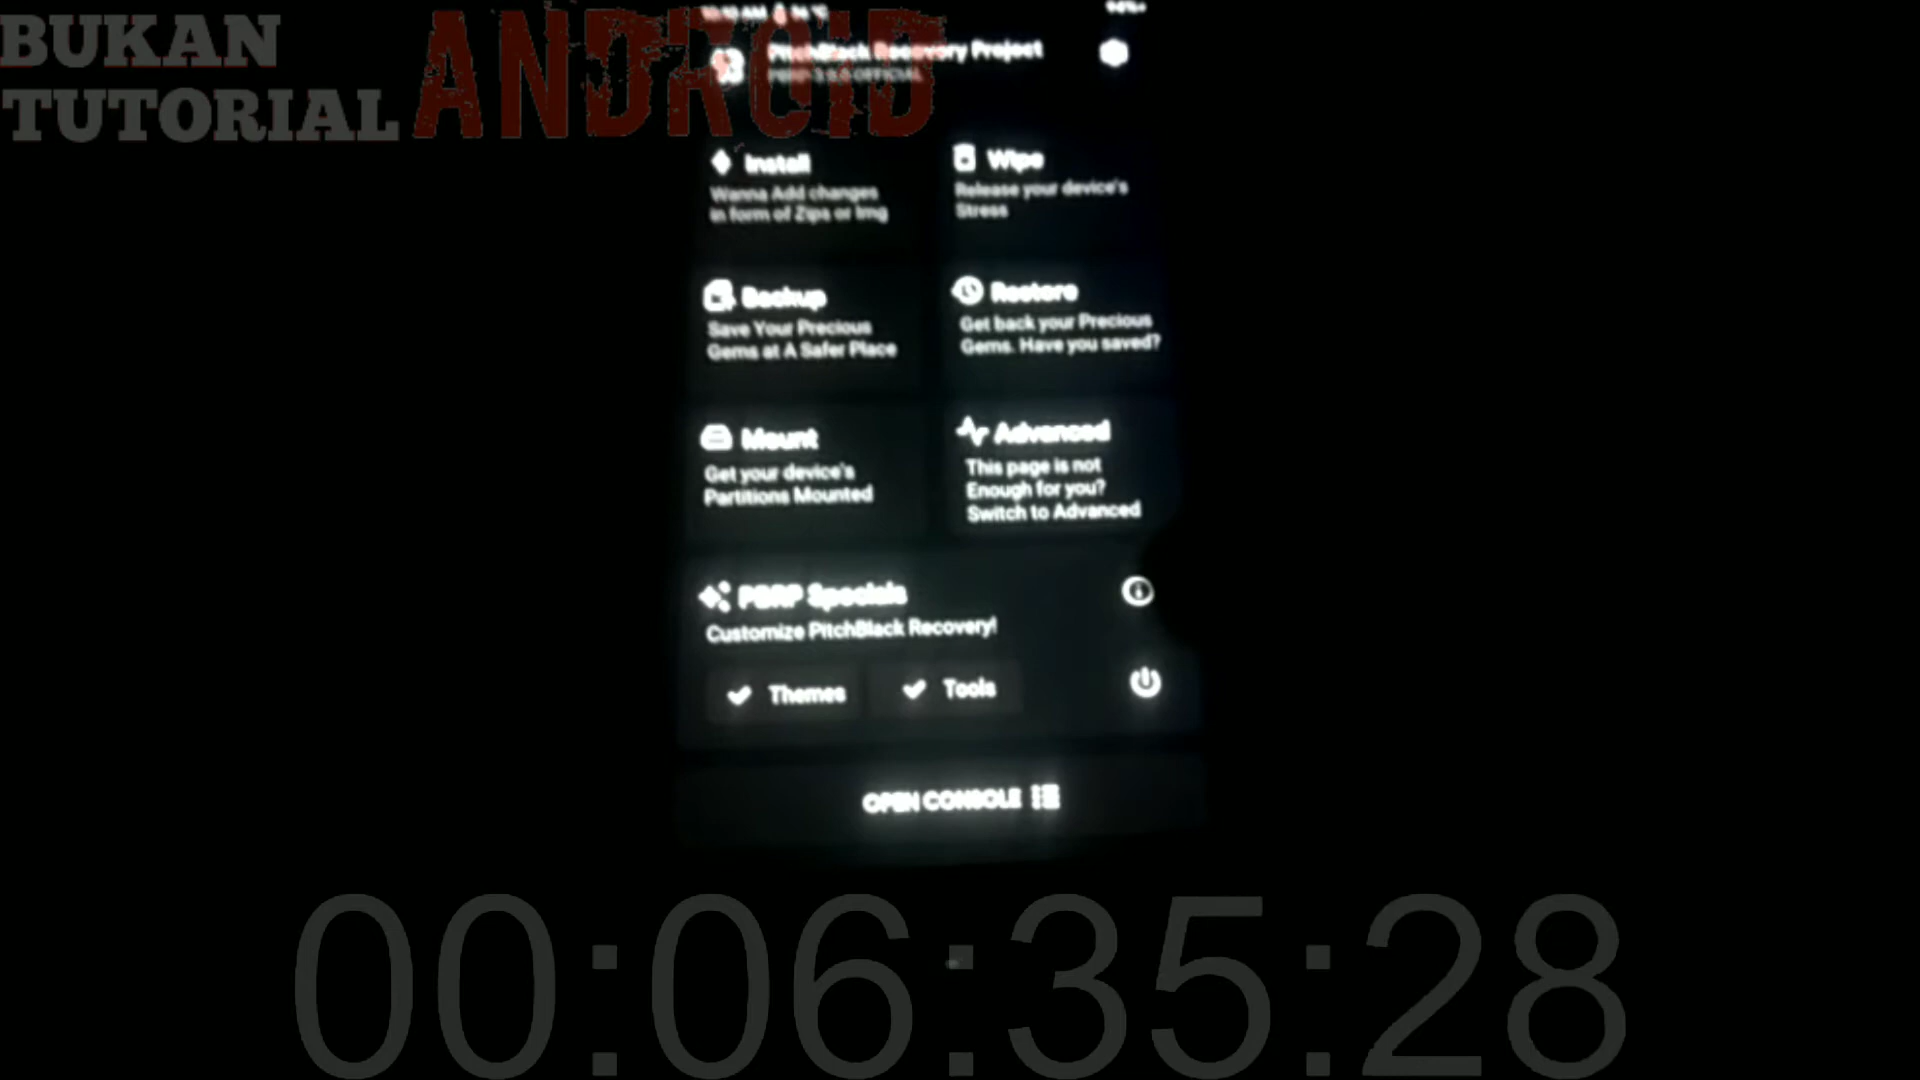 BUKAN
TUTORIAL
ANDROID
PitchBlack Recovery Project
OFFICIAL
Install
Wanna Add changes
in form of Zips or Img
Wipe
Release your device's
Stress
Backup
Save Your Precious
Gems at A Safer Place
Restore
Get back your Precious
Gems. Have you saved?
Mount
Get your device's
Partitions Mounted
Advanced
This page is not
Enough for you?
Switch to Advanced
PBRP Specials
Customize PitchBlack Recovery!
Themes
Tools
OPEN CONSOLE
00:06:35:28